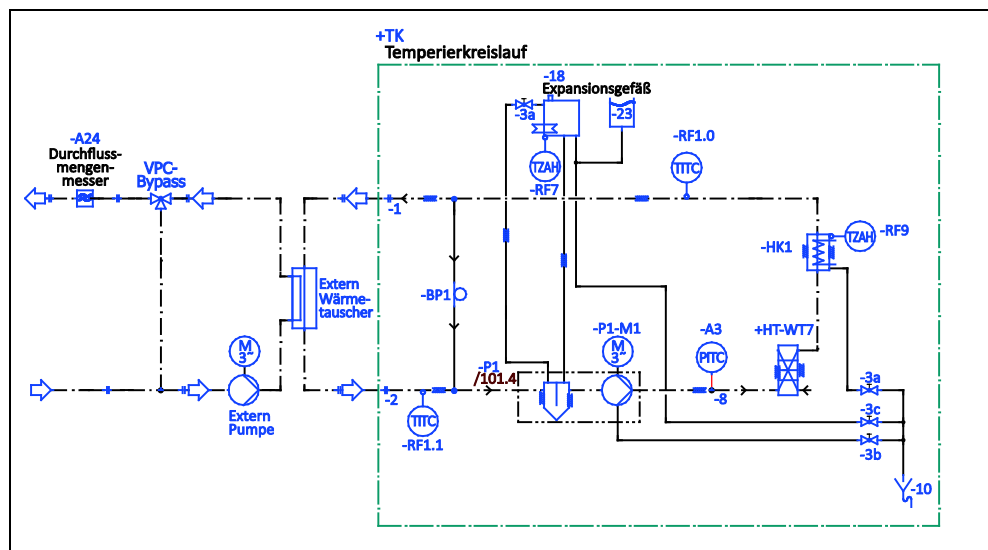 +TK
Temperierkreislauf
-18
Expansionsgefäß
-3a
-23
-A24
Durchfluss-
mengen-
messer
VPC-
Bypass
TZAH
-RF7
-RF1.0
TITC
-1
TZAH
-RF9
-HK1
Extern
Wärme-
tauscher
-BP1
M
3~
-P1-M1
M
3~
-A3
PITC
+HT-WT7
-P1
/101.4
-3a
-2
-8
Extern
Pumpe
TITC
-RF1.1
-3c
-3b
-10